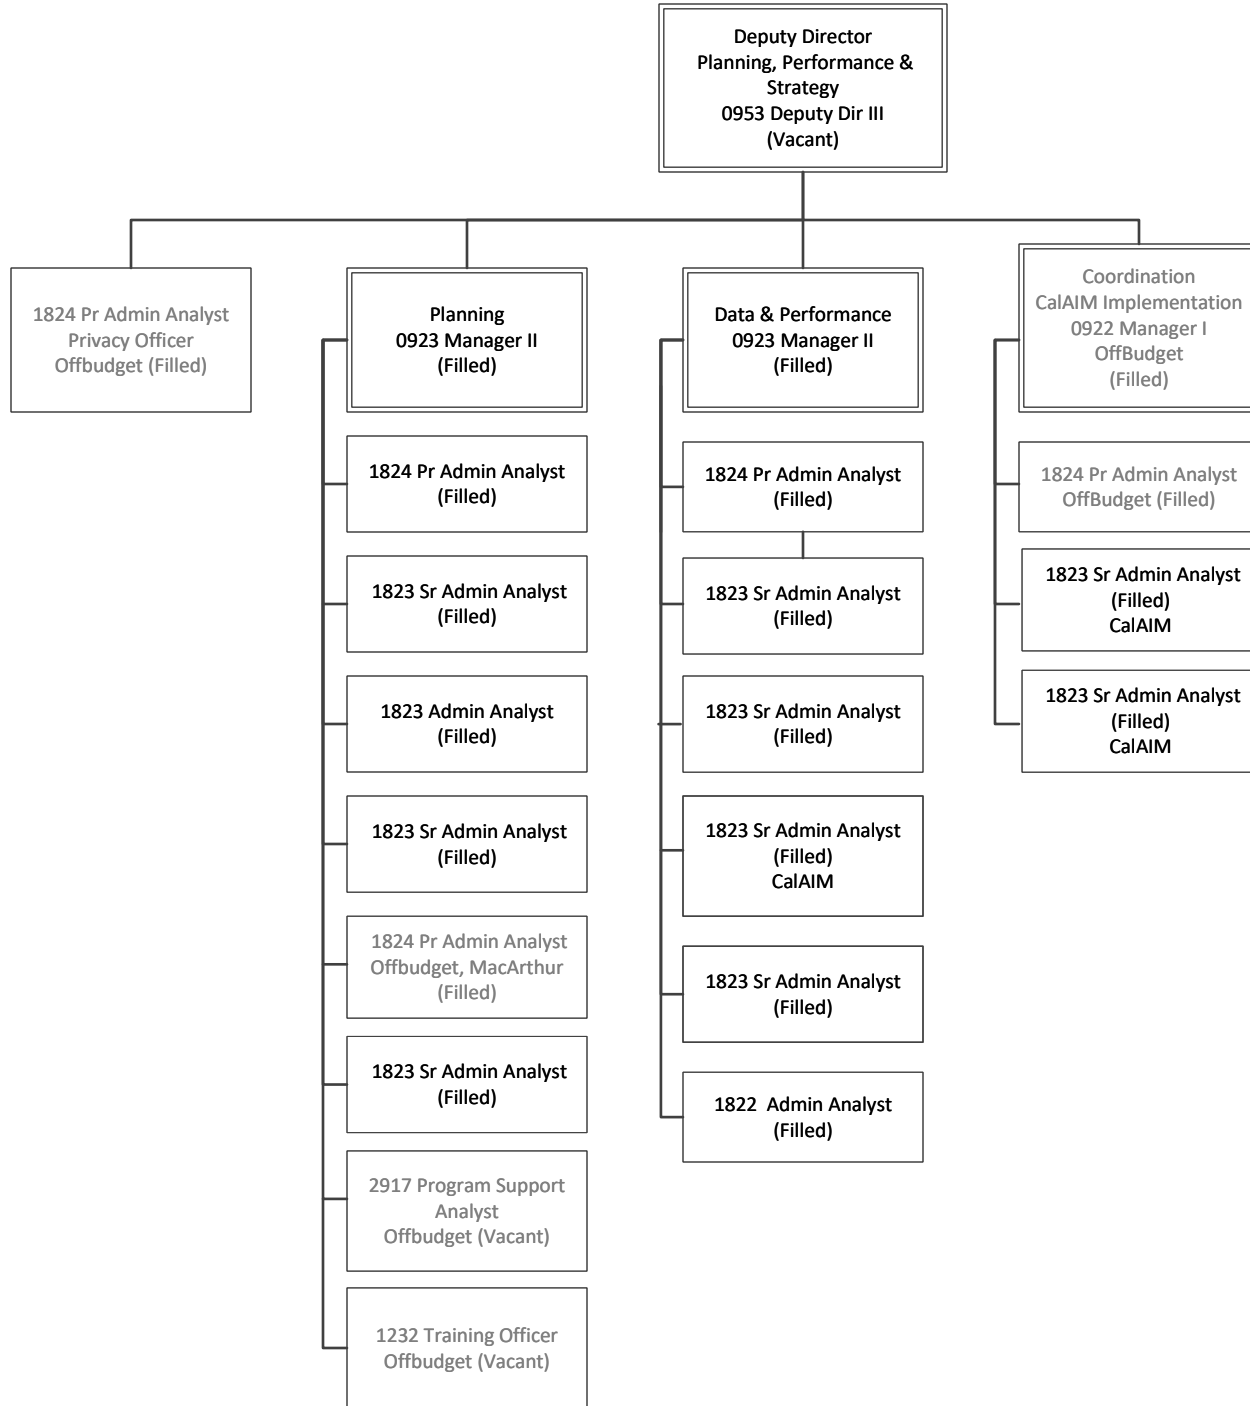 Deputy Director
Planning, Performance &
Strategy
0953 Deputy Dir III
(Vacant)
1824 Pr Admin Analyst
Privacy Officer
Offbudget (Filled)
Planning
0923 Manager II
(Filled)
1824 Pr Admin Analyst
(Filled)
1823 Sr Admin Analyst
(Filled)
1823 Admin Analyst
(Filled)
1823 Sr Admin Analyst
(Filled)
1824 Pr Admin Analyst
Offbudget, MacArthur
(Filled)
1823 Sr Admin Analyst
(Filled)
2917 Program Support
Analyst
Offbudget (Vacant)
1232 Training Officer
Offbudget (Vacant)
Data & Performance
0923 Manager II
(Filled)
1824 Pr Admin Analyst
(Filled)
1823 Sr Admin Analyst
(Filled)
1823 Sr Admin Analyst
(Filled)
1823 Sr Admin Analyst
(Filled)
CalAIM
1823 Sr Admin Analyst
(Filled)
1822 Admin Analyst
(Filled)
Coordination
CalAIM Implementation
0922 Manager I
OffBudget
(Filled)
1824 Pr Admin Analyst
OffBudget (Filled)
1823 Sr Admin Analyst
(Filled)
CalAIM
1823 Sr Admin Analyst
(Filled)
CalAIM